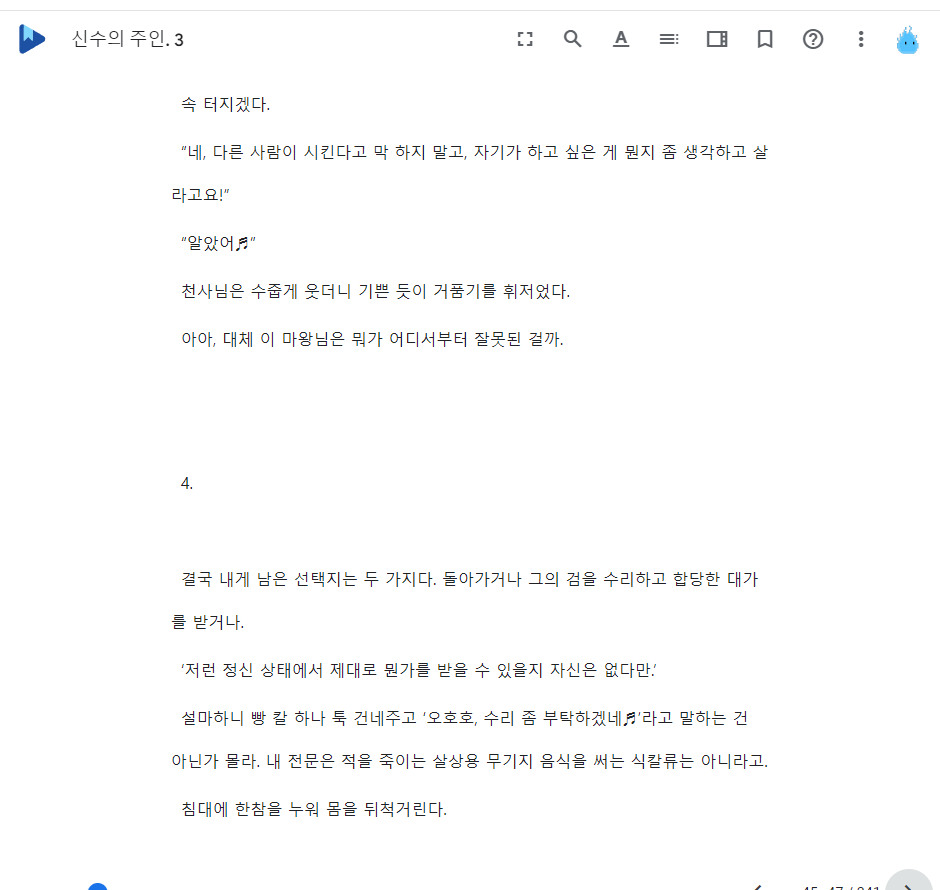 신수의 주인. 3
속 터지겠다.
“네, 다른 사람이 시킨다고 막 하지 말고, 자기가 하고 싶은 게 뭔지 좀 생각하고 살
라고요!”
“알았어♬”
천사님은 수줍게 웃더니 기쁜 듯이 거품기를 휘저었다.
아아, 대체 이 마왕님은 뭐가 어디서부터 잘못된 걸까.
4.
결국 내게 남은 선택지는 두 가지다. 돌아가거나 그의 검을 수리하고 합당한 대가
를 받거나.
‘저런 정신 상태에서 제대로 뭔가를 받을 수 있을지 자신은 없다만.’
설마하니 빵 칼 하나 툭 건네주고 ‘오호호, 수리 좀 부탁하겠네♬’라고 말하는 건
아닌가 몰라. 내 전문은 적을 죽이는 살상용 무기지 음식을 써는 식칼류는 아니라고.
침대에 한참을 누워 몸을 뒤척거린다.